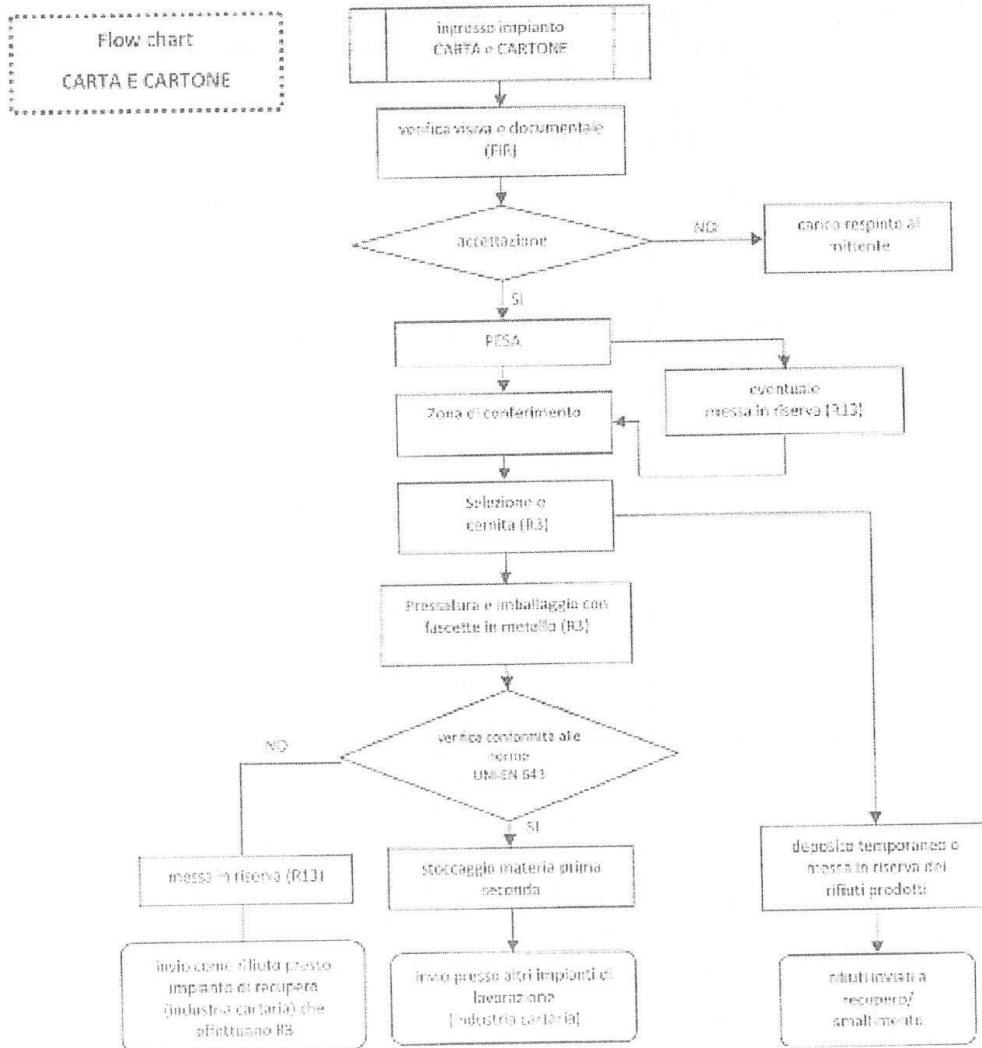 Flow chart
CARTA E CARTONE
ingresso impianto
CARTA e CARTONE
verifica visiva e documentale
(FIR)
accettazione
NO
carico respinto al
mittente
SI
PESA
eventuale
messa in riserva (R13)
Zona di conferimento
Selezione e
cernita (R3)
Pressatura e imballaggio con
fascette in metallo (R3)
NO
verifica conformità alle
norme
UNI-EN 643
SI
messa in riserva (R13)
stoccaggio materia prima
seconda
deposito temporaneo o
messa in riserva dei
rifiuti prodotti
invio come rifiuto presso
impianto di recupero
(industria cartaria) che
effettuano R3
invio presso altri impianti di
lavorazione
(industria cartaria)
rifiuti inviati a
recupero/
smaltimento